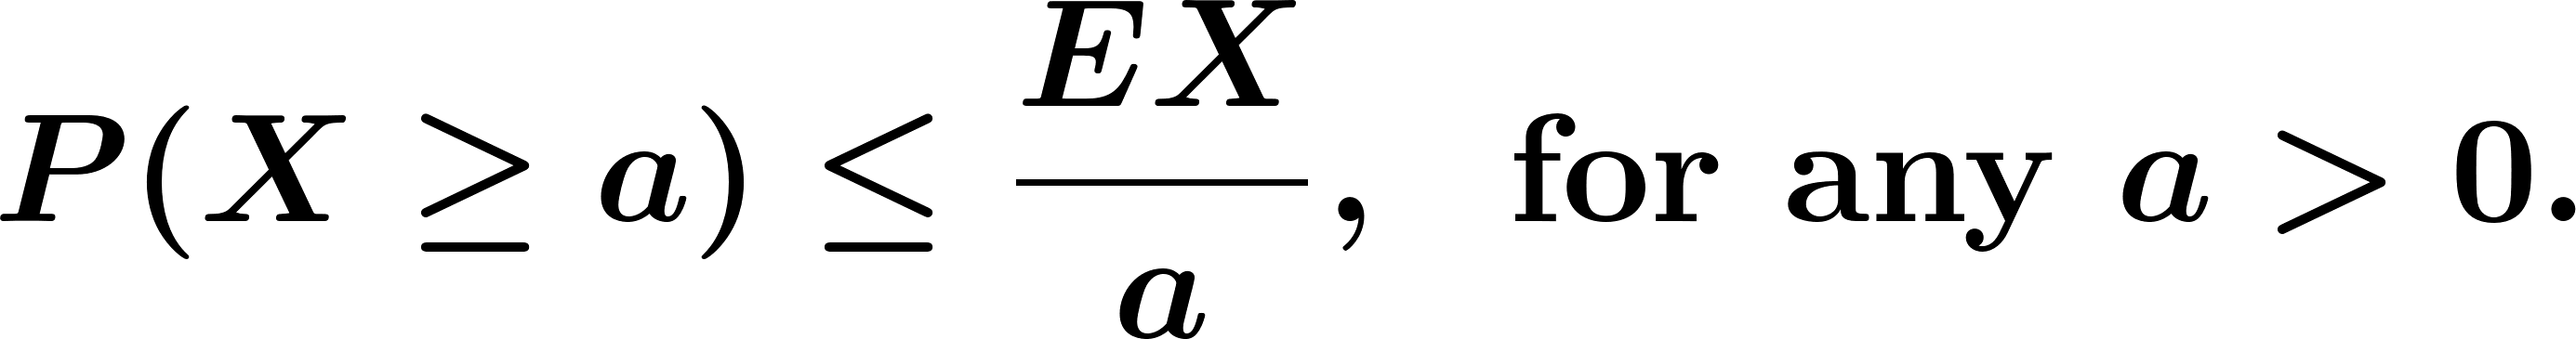 P(X ≥ a) ≤ EX/a, for any a > 0.